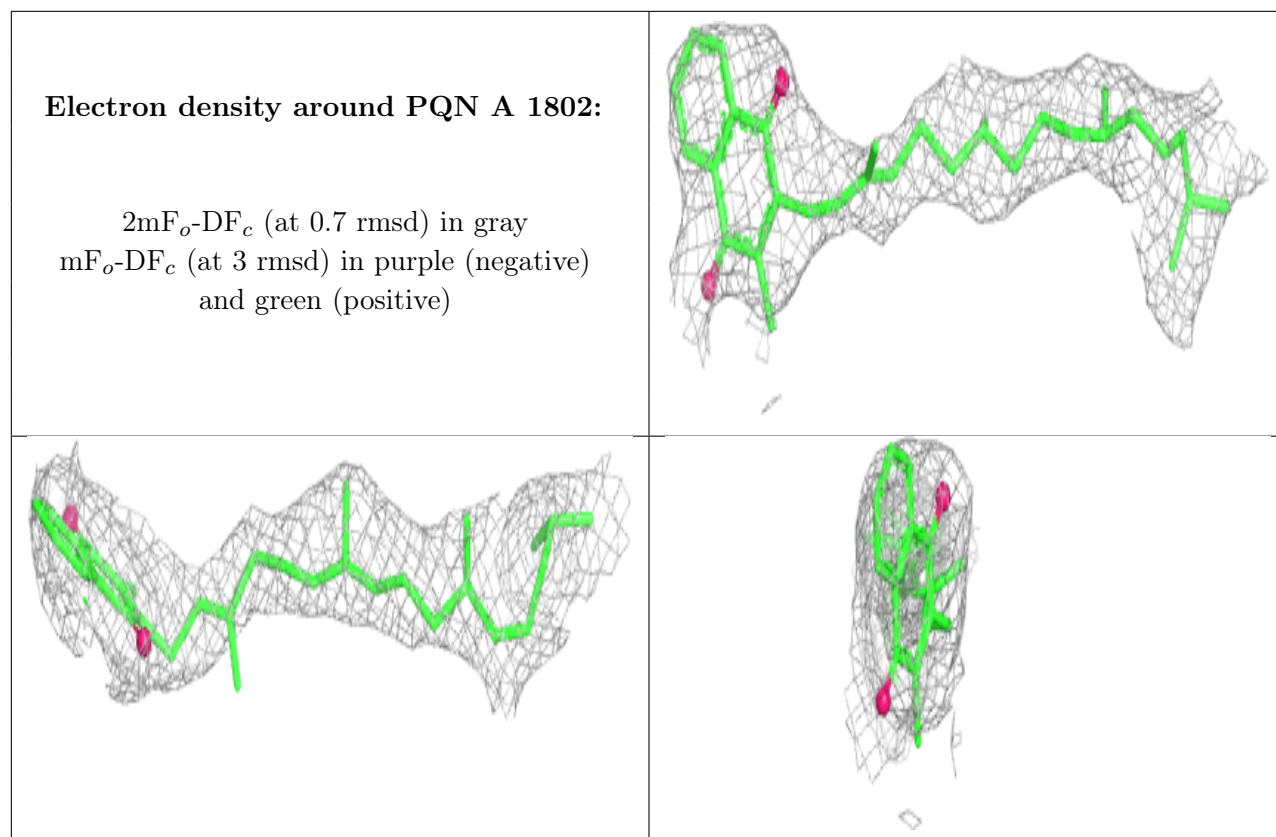 Electron density around PQN A 1802:
2mFo-DFc (at 0.7 rmsd) in gray
mFo-DFc (at 3 rmsd) in purple (negative)
and green (positive)